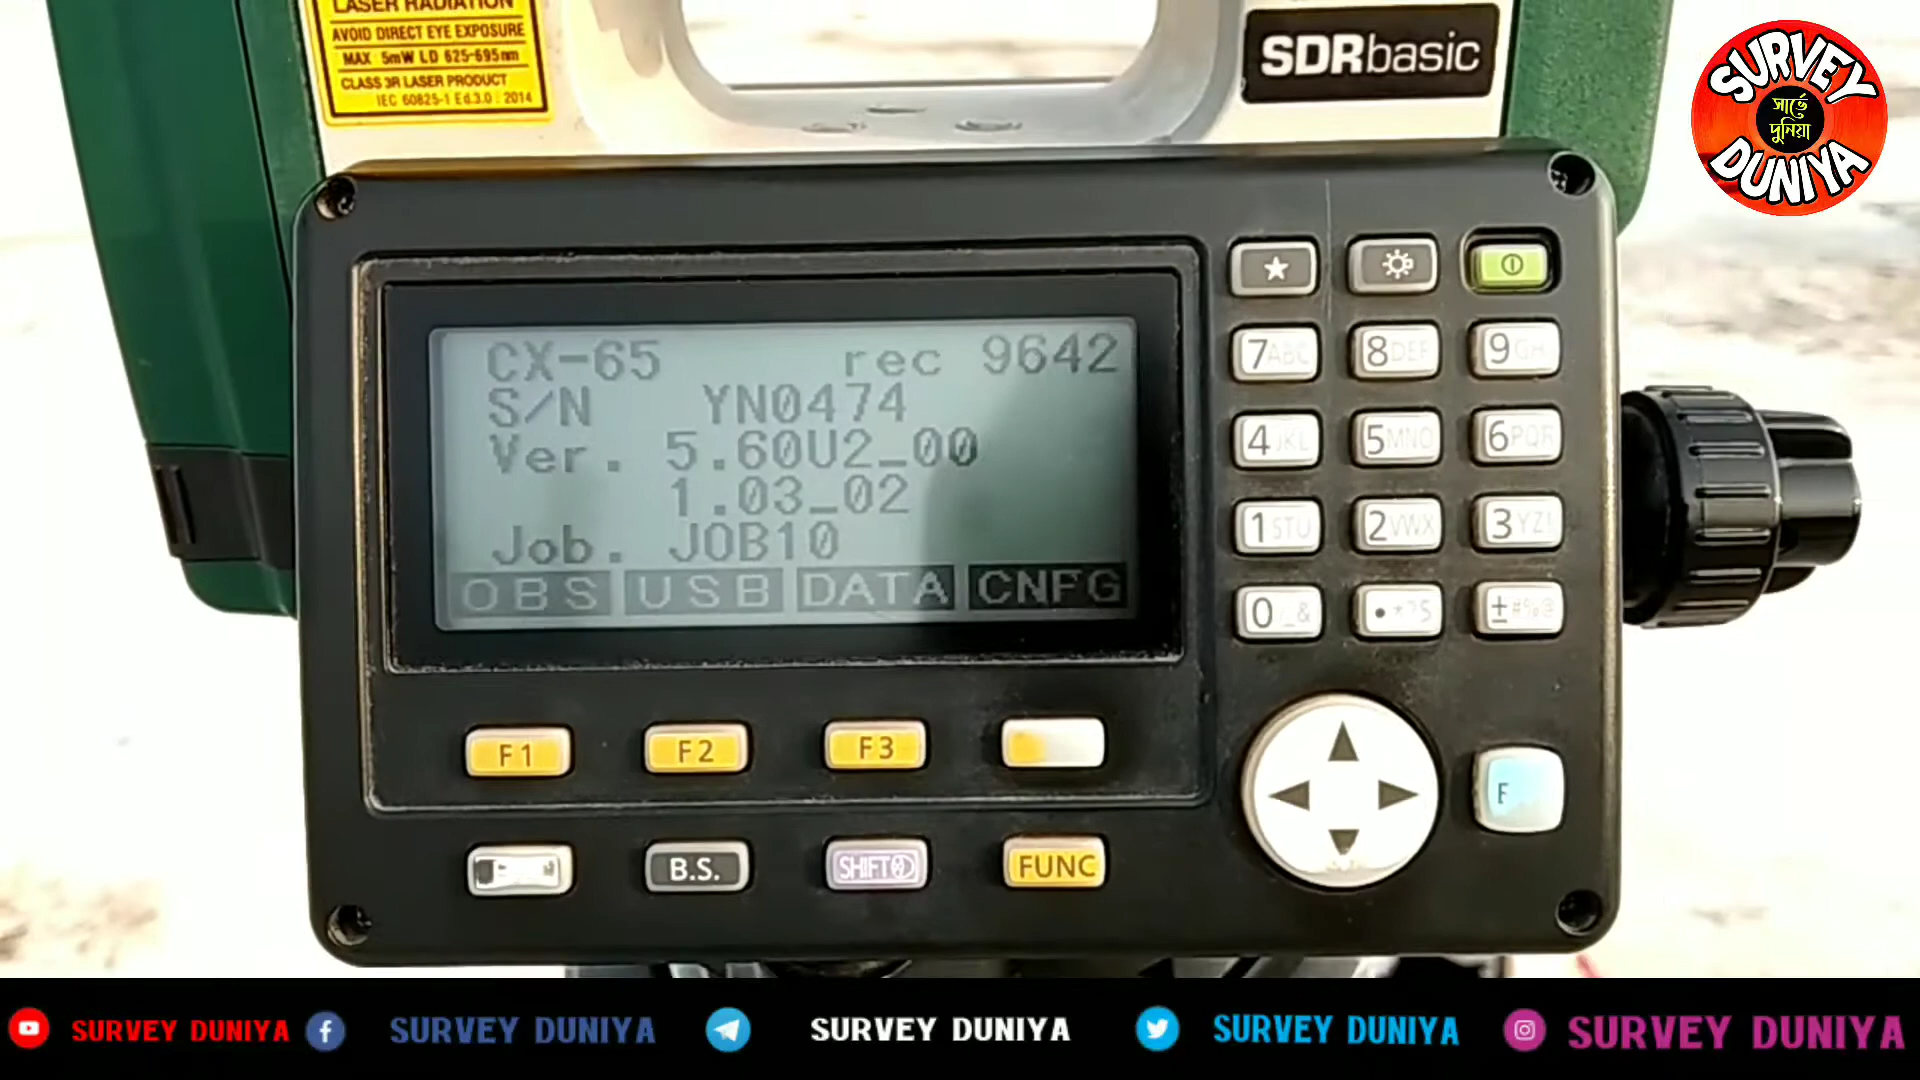 LASER RADIATION
AVOID DIRECT EYE EXPOSURE
MAX 5mW LD 625-695nm
CLASS 3R LASER PRODUCT
IEC 60825-1 Ed.3.0 : 2014
SDRbasic
SURVEY
সার্ভে
দুনিয়া
DUNIYA
CX-65 rec 9642
S/N YN0474
Ver. 5.60U2_00
1.03_02
Job. JOB10
OBS USB DATA CNFG
7ABC 8DEF 9GHI
4JKL 5MNO 6PQR
1STU 2VWX 3YZ!
0/_& •*?$ ±#%@
F1 F2 F3
B.S. SHIFT FUNC
SURVEY DUNIYA SURVEY DUNIYA SURVEY DUNIYA SURVEY DUNIYA SURVEY DUNIYA